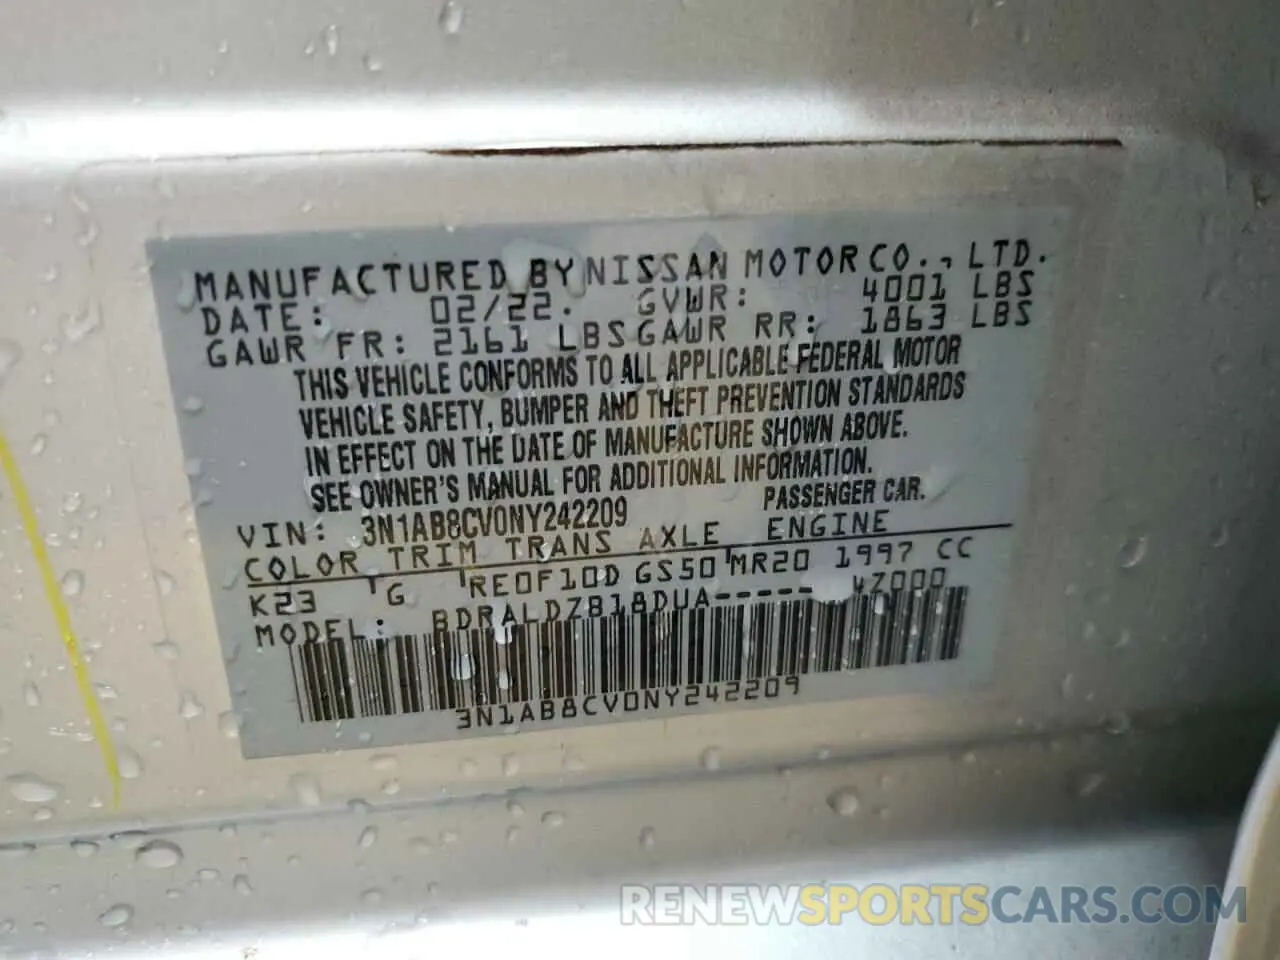 MANUFACTURED BY NISSAN MOTOR CO., LTD.
DATE: 02/22. GVWR: 4001 LBS
GAWR FR: 2161 LBS GAWR RR: 1863 LBS
THIS VEHICLE CONFORMS TO ALL APPLICABLE FEDERAL MOTOR
VEHICLE SAFETY, BUMPER AND THEFT PREVENTION STANDARDS
IN EFFECT ON THE DATE OF MANUFACTURE SHOWN ABOVE.
SEE OWNER'S MANUAL FOR ADDITIONAL INFORMATION.
PASSENGER CAR.
VIN: 3N1AB8CV0NY242209
COLOR TRIM TRANS AXLE ENGINE
K23 G RE0F10D GS50 MR20 1997 CC
MODEL: BDRALDZ818DUA----- VZ000
3N1AB8CV0NY242209
RENEWSPORTSCARS.COM